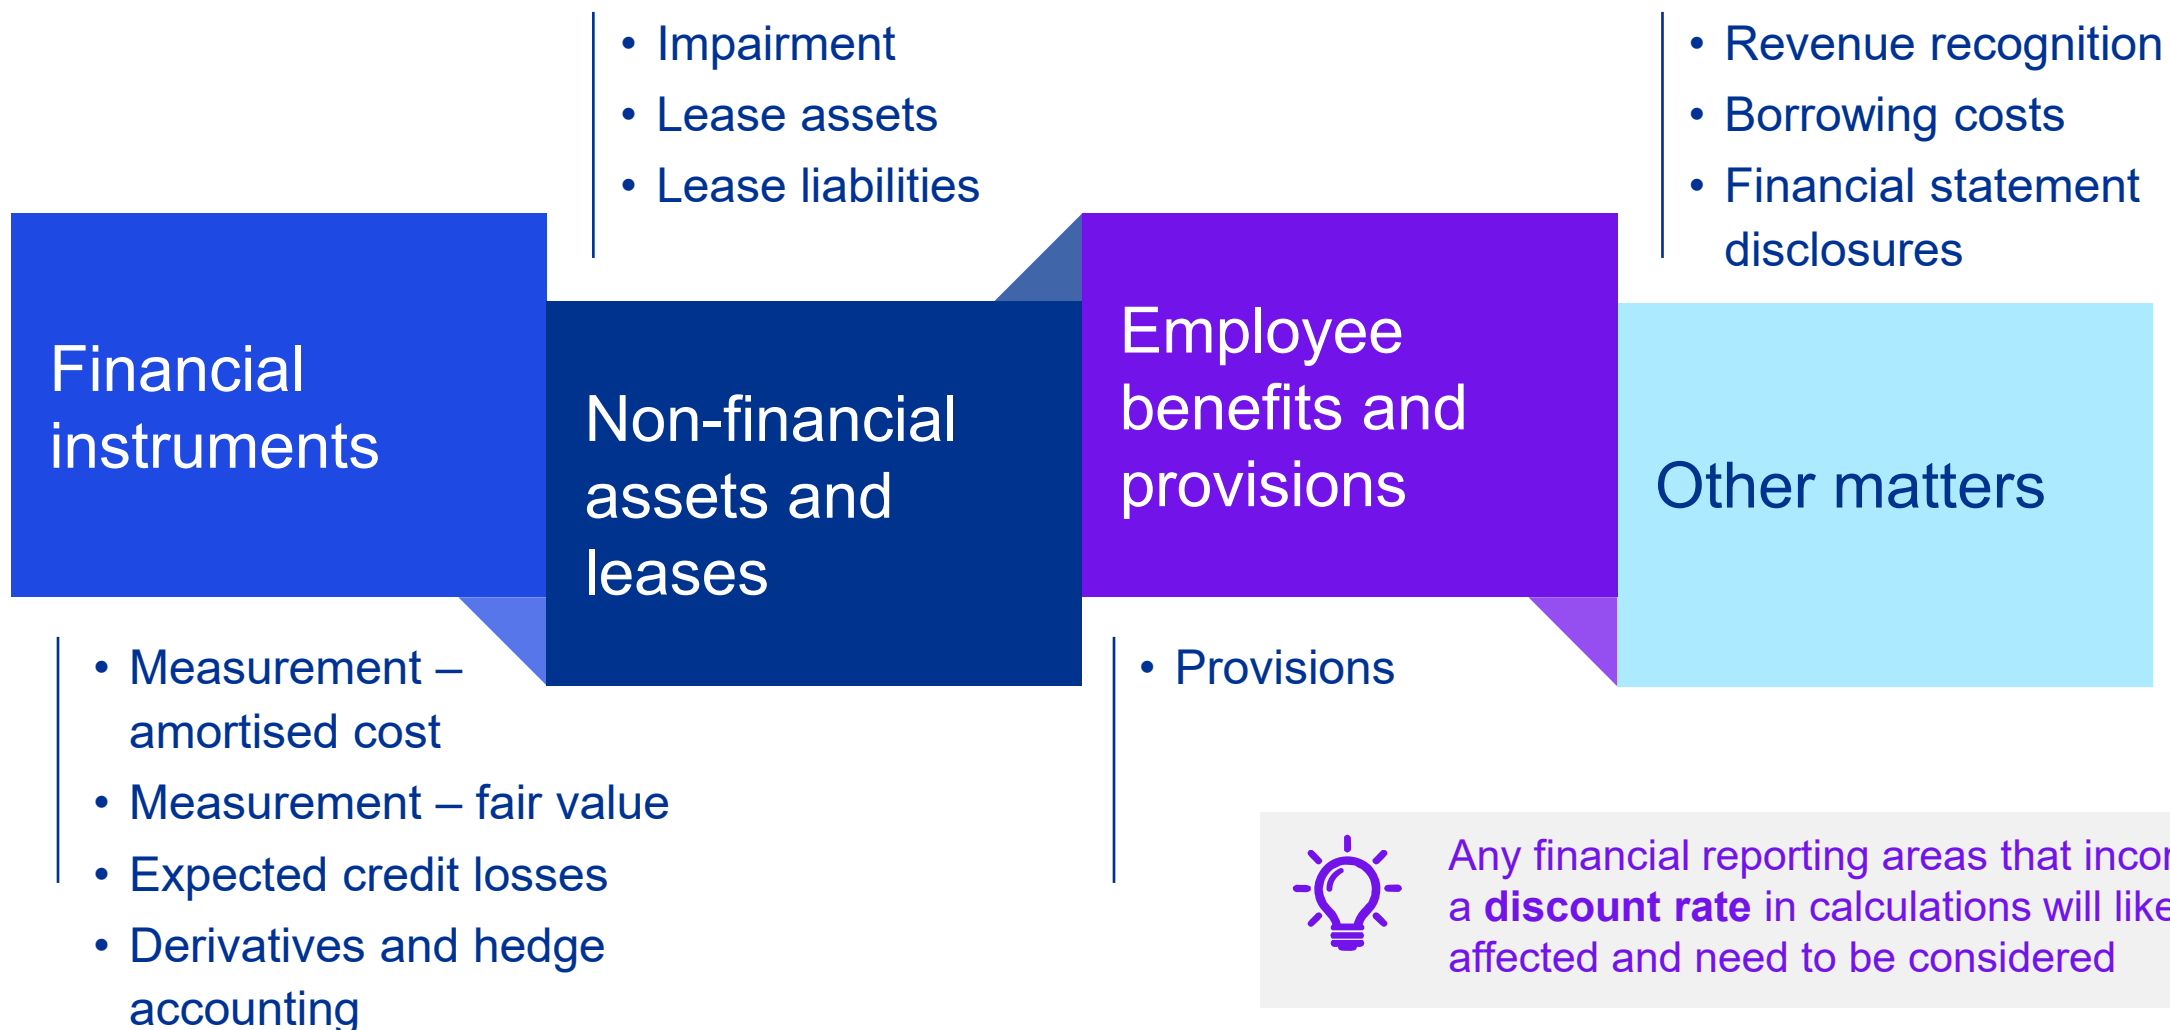 Financial
instruments
• Measurement –
amortised cost
• Measurement – fair value
• Expected credit losses
• Derivatives and hedge
accounting
• Impairment
• Lease assets
• Lease liabilities
Non-financial
assets and
leases
Employee
benefits and
provisions
• Provisions
• Revenue recognition
• Borrowing costs
• Financial statement
disclosures
Other matters
Any financial reporting areas that
a discount rate in calculations will
affected and need to be considered